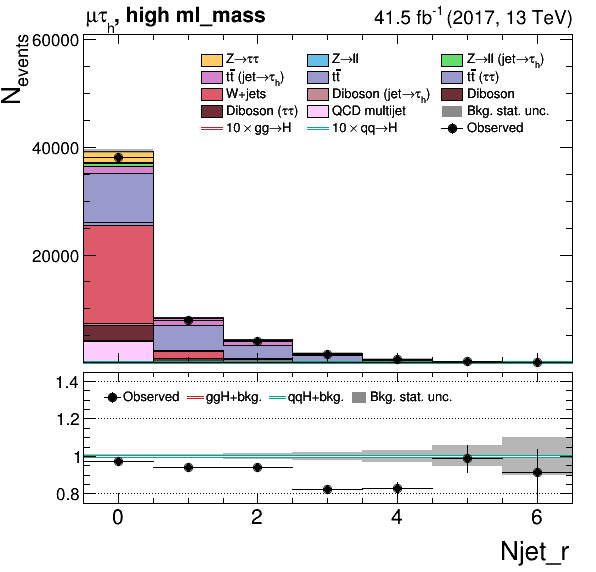 μτₕ, high ml_mass
41.5 fb⁻¹ (2017, 13 TeV)
N_events
60000
40000
20000
Z→ττ
Z→ll
Z→ll (jet→τₕ)
tt̄ (jet→τₕ)
tt̄
tt̄ (ττ)
W+jets
Diboson (jet→τₕ)
Diboson
Diboson (ττ)
QCD multijet
Bkg. stat. unc.
10 × gg→H
10 × qq→H
Observed
1.4
1.2
1
0.8
Observed
ggH+bkg.
qqH+bkg.
Bkg. stat. unc.
0
2
4
6
Njet_r